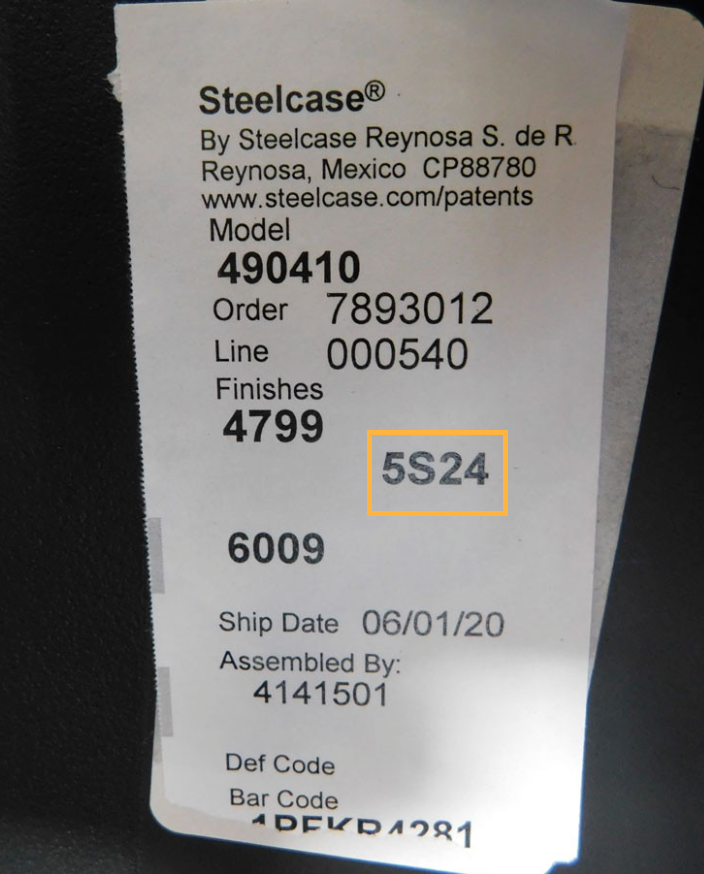 Steelcase®
By Steelcase Reynosa S. de R.
Reynosa, Mexico CP88780
www.steelcase.com/patents
Model
490410
Order 7893012
Line 000540
Finishes
4799
5S24
6009
Ship Date 06/01/20
Assembled By:
4141501
Def Code
Bar Code